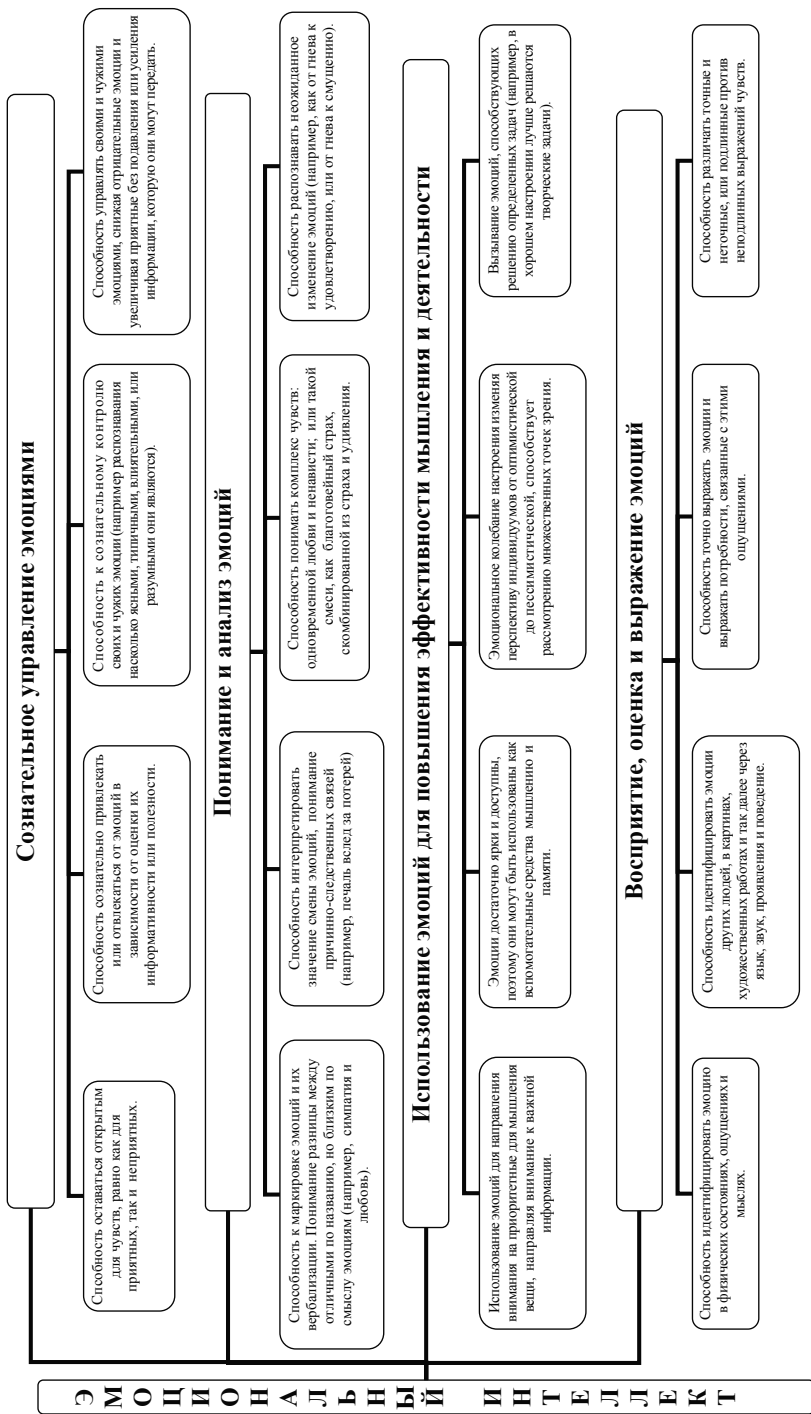 ЭМОЦИОНАЛЬНЫЙ ИНТЕЛЛЕКТ
Сознательное управление эмоциями
Спсобность оставаться открытым
для чувств, равно как для
приятных, так и неприятных.
Способность сознательно привлекать
или отвлекаться от эмоций в
зависимости от оценки их
информативности или полезности.
Способность к сознательному контролю
своих и чужих эмоции (например распознавания
насколько ясными, типичными, влиятельными, или
разумными они являются).
Способность управлять своими и чужими
эмоциями, снижая отрицательные эмоции и
увеличивая приятные без подавления или усиления
информации, которую они могут передать.
Понимание и анализ эмоций
Способность к маркировке эмоций и их
вербализации. Понимание разницы между
отличными по названию, но близким по
смыслу эмоциям (например, симпатия и
любовь).
Способность интерпретировать
значение смены эмоций, понимание
причинно-следственных связей
(например, печаль вслед за потерей)
Способность понимать комплекс чувств:
одновременной любви и ненависти; или такой
смеси, как благоговейный страх,
скомбинированной из страха и удивления.
Способность распознавать неожиданное
изменение эмоций (например, как от гнева к
удовлетворению, или от гнева к смущению).
Использование эмоций для повышения эффективности мышления и деятельности
Использование эмоций для направления
внимания на приоритетные для мышления
вещи, направляя внимание к важной
информации.
Эмоции достаточно ярки и доступны,
поэтому они могут быть использованы как
вспомогательные средства мышлению и
памяти.
Эмоциональное колебание настроения изменяя
перспективу индивидуумов от оптимистической
до пессимистической, способствует
рассмотрению множественных точек зрения.
Вызывание эмоций, способствующих
решению определенных задач (например, в
хорошем настроении лучше решаются
творческие задачи).
Восприятие, оценка и выражение эмоций
Способность идентифицировать эмоцию
в физических состояниях, ощущениях и
мыслях.
Способность идентифицировать эмоции
других людей, в картинах,
художественных работах и так далее через
язык, звук, проявления и поведение.
Способность точно выражать эмоции и
выражать потребности, связанные с этими
ощущениями.
Способность различать точные и
неточные, или подлинные против
неподлинных выражений чувств.